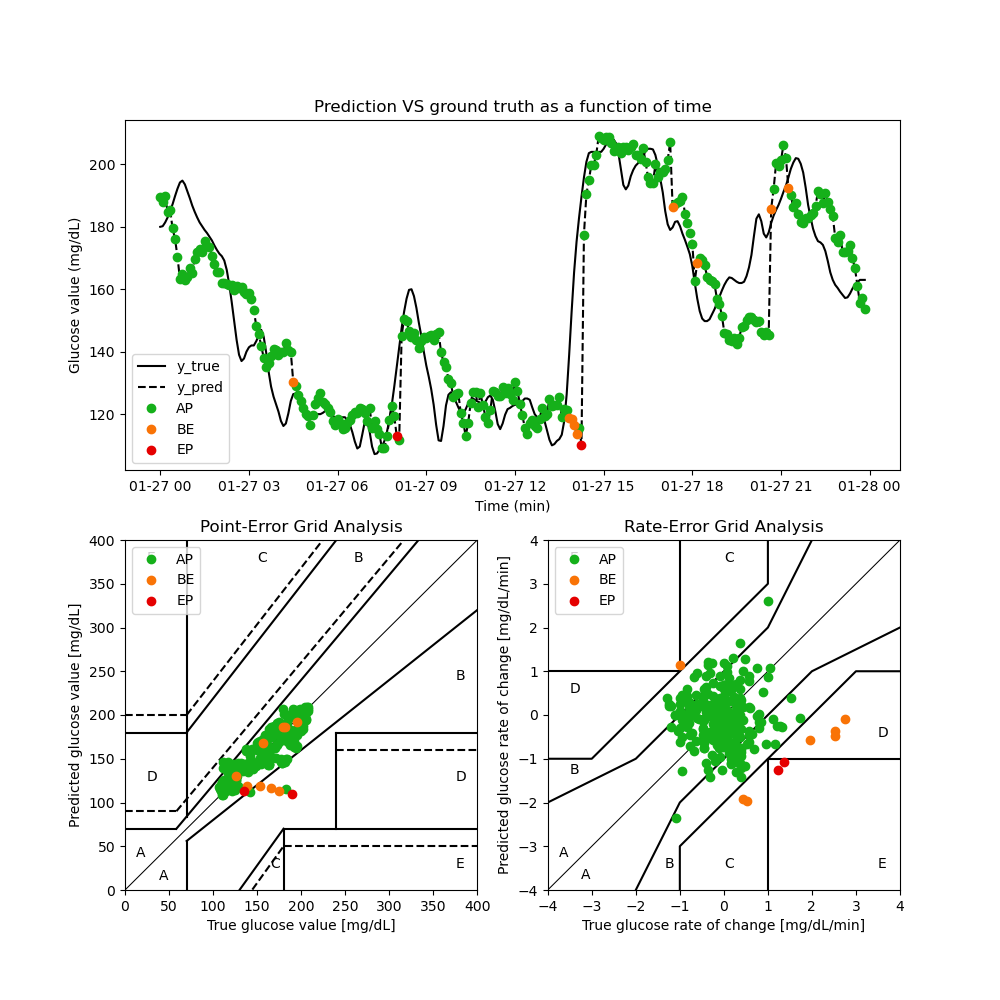 Prediction VS ground truth as a function of time
Glucose value (mg/dL)
200
180
160
140
120
y_true
y_pred
AP
BE
EP
01-27 00 01-27 03 01-27 06 01-27 09 01-27 12 01-27 15 01-27 18 01-27 21 01-28 00
Time (min)
Point-Error Grid Analysis
Predicted glucose value [mg/dL]
400
350
300
250
200
150
100
50
0
AP
BE
EP
C
B
B
D
D
A
A
C
E
0 50 100 150 200 250 300 350 400
True glucose value [mg/dL]
Rate-Error Grid Analysis
Predicted glucose rate of change [mg/dL/min]
4
3
2
1
0
−1
−2
−3
−4
AP
BE
EP
C
D
D
B
A
A
B
C
E
−4 −3 −2 −1 0 1 2 3 4
True glucose rate of change [mg/dL/min]